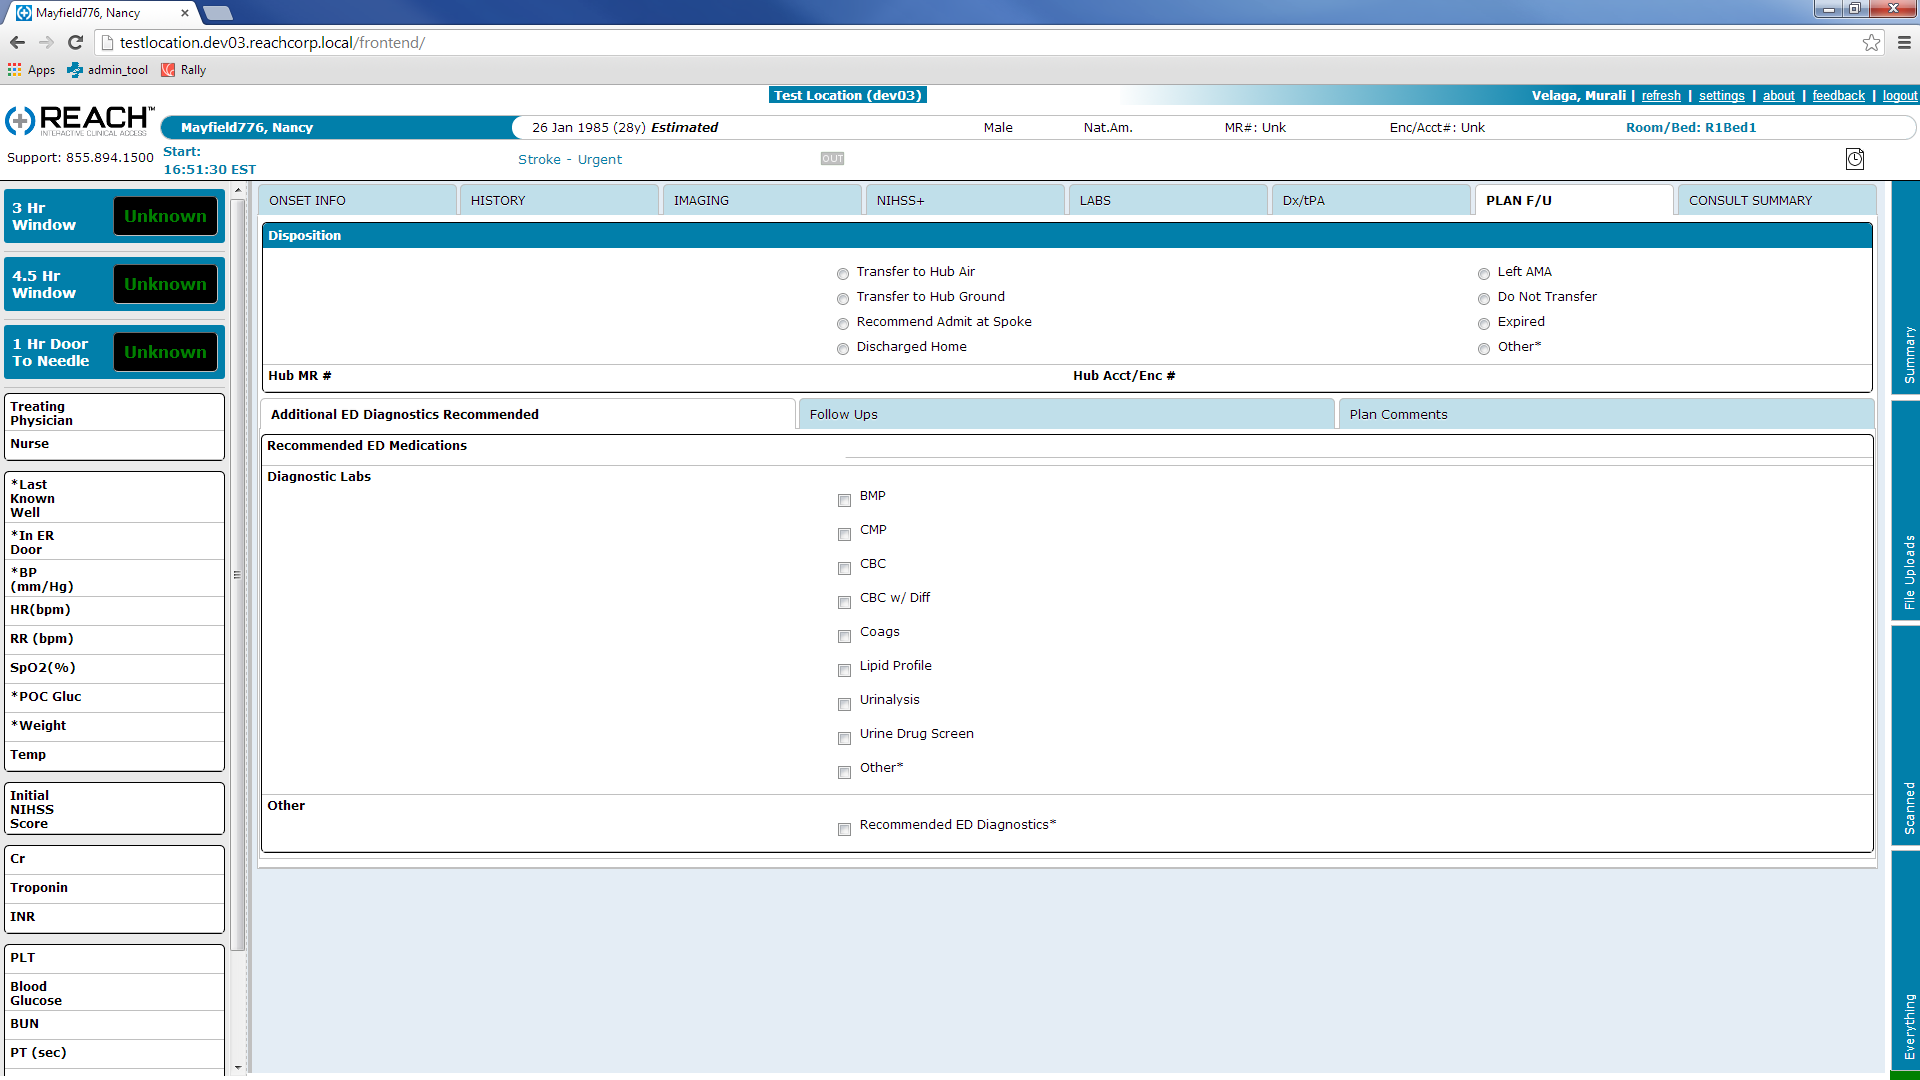 Mayfield776, Nancy
testlocation.dev03.reachcorp.local/frontend/
Apps admin_tool Rally
Test Location (dev03)
Velaga, Murali | refresh | settings | about | feedback | logout
REACH™
INTERACTIVE CLINICAL ACCESS
Mayfield776, Nancy 26 Jan 1985 (28y) Estimated Male Nat.Am. MR#: Unk Enc/Acct#: Unk Room/Bed: R1Bed1
Support: 855.894.1500
Start:
16:51:30 EST
Stroke - Urgent
OUT
3 Hr
Window
Unknown
4.5 Hr
Window
Unknown
1 Hr Door
To Needle
Unknown
Treating
Physician
Nurse
*Last
Known
Well
*In ER
Door
*BP
(mm/Hg)
HR(bpm)
RR (bpm)
SpO2(%)
*POC Gluc
*Weight
Temp
Initial
NIHSS
Score
Cr
Troponin
INR
PLT
Blood
Glucose
BUN
PT (sec)
ONSET INFO HISTORY IMAGING NIHSS+ LABS Dx/tPA PLAN F/U CONSULT SUMMARY
Disposition
Transfer to Hub Air
Transfer to Hub Ground
Recommend Admit at Spoke
Discharged Home
Left AMA
Do Not Transfer
Expired
Other*
Hub MR # Hub Acct/Enc #
Additional ED Diagnostics Recommended Follow Ups Plan Comments
Recommended ED Medications
Diagnostic Labs
BMP
CMP
CBC
CBC w/ Diff
Coags
Lipid Profile
Urinalysis
Urine Drug Screen
Other*
Other
Recommended ED Diagnostics*
Summary
File Uploads
Scanned
Everything